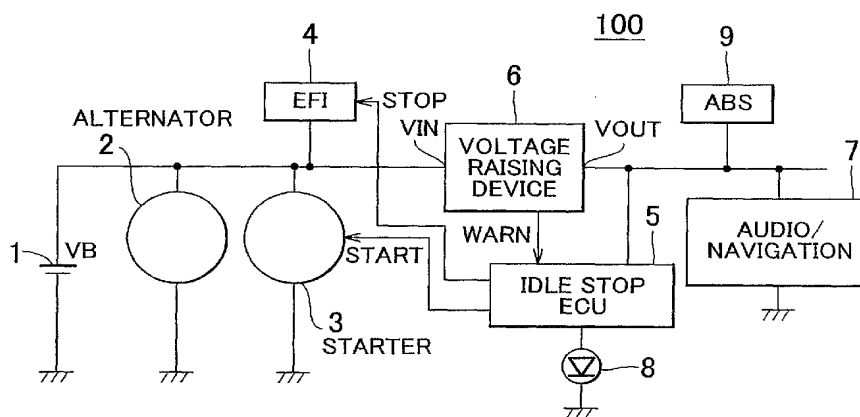 100
4
9
6
EFI
STOP
ABS
ALTERNATOR
VIN
VOUT
2
VOLTAGE
RAISING
DEVICE
7
1
VB
WARN
5
AUDIO/
NAVIGATION
START
IDLE STOP
ECU
3
STARTER
8